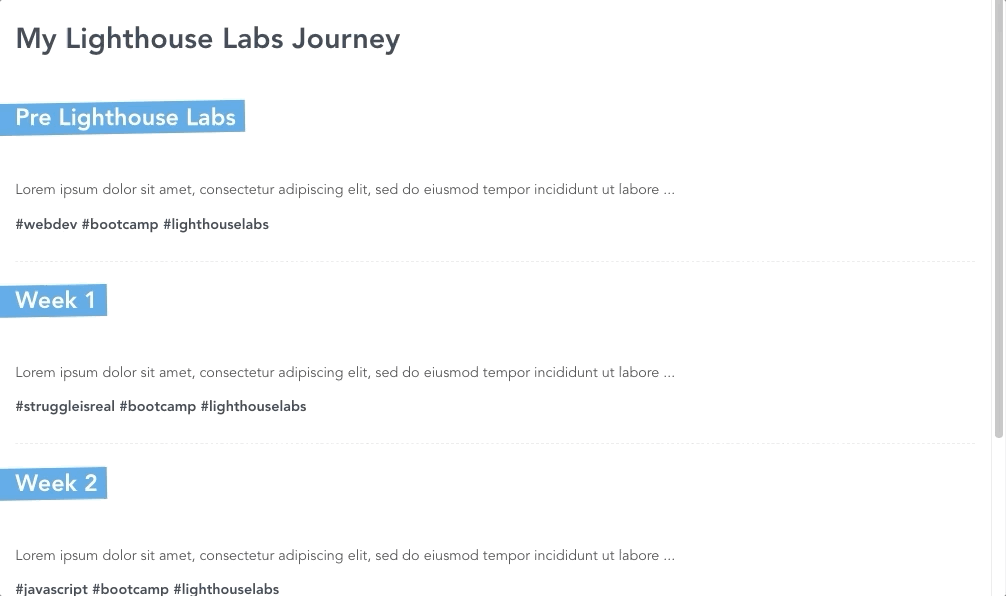 My Lighthouse Labs Journey
Pre Lighthouse Labs
Lorem ipsum dolor sit amet, consectetur adipiscing elit, sed do eiusmod tempor incididunt ut labore ...
#webdev #bootcamp #lighthouselabs
Week 1
Lorem ipsum dolor sit amet, consectetur adipiscing elit, sed do eiusmod tempor incididunt ut labore ...
#struggleisreal #bootcamp #lighthouselabs
Week 2
Lorem ipsum dolor sit amet, consectetur adipiscing elit, sed do eiusmod tempor incididunt ut labore ...
#javascript #bootcamp #lighthouselabs